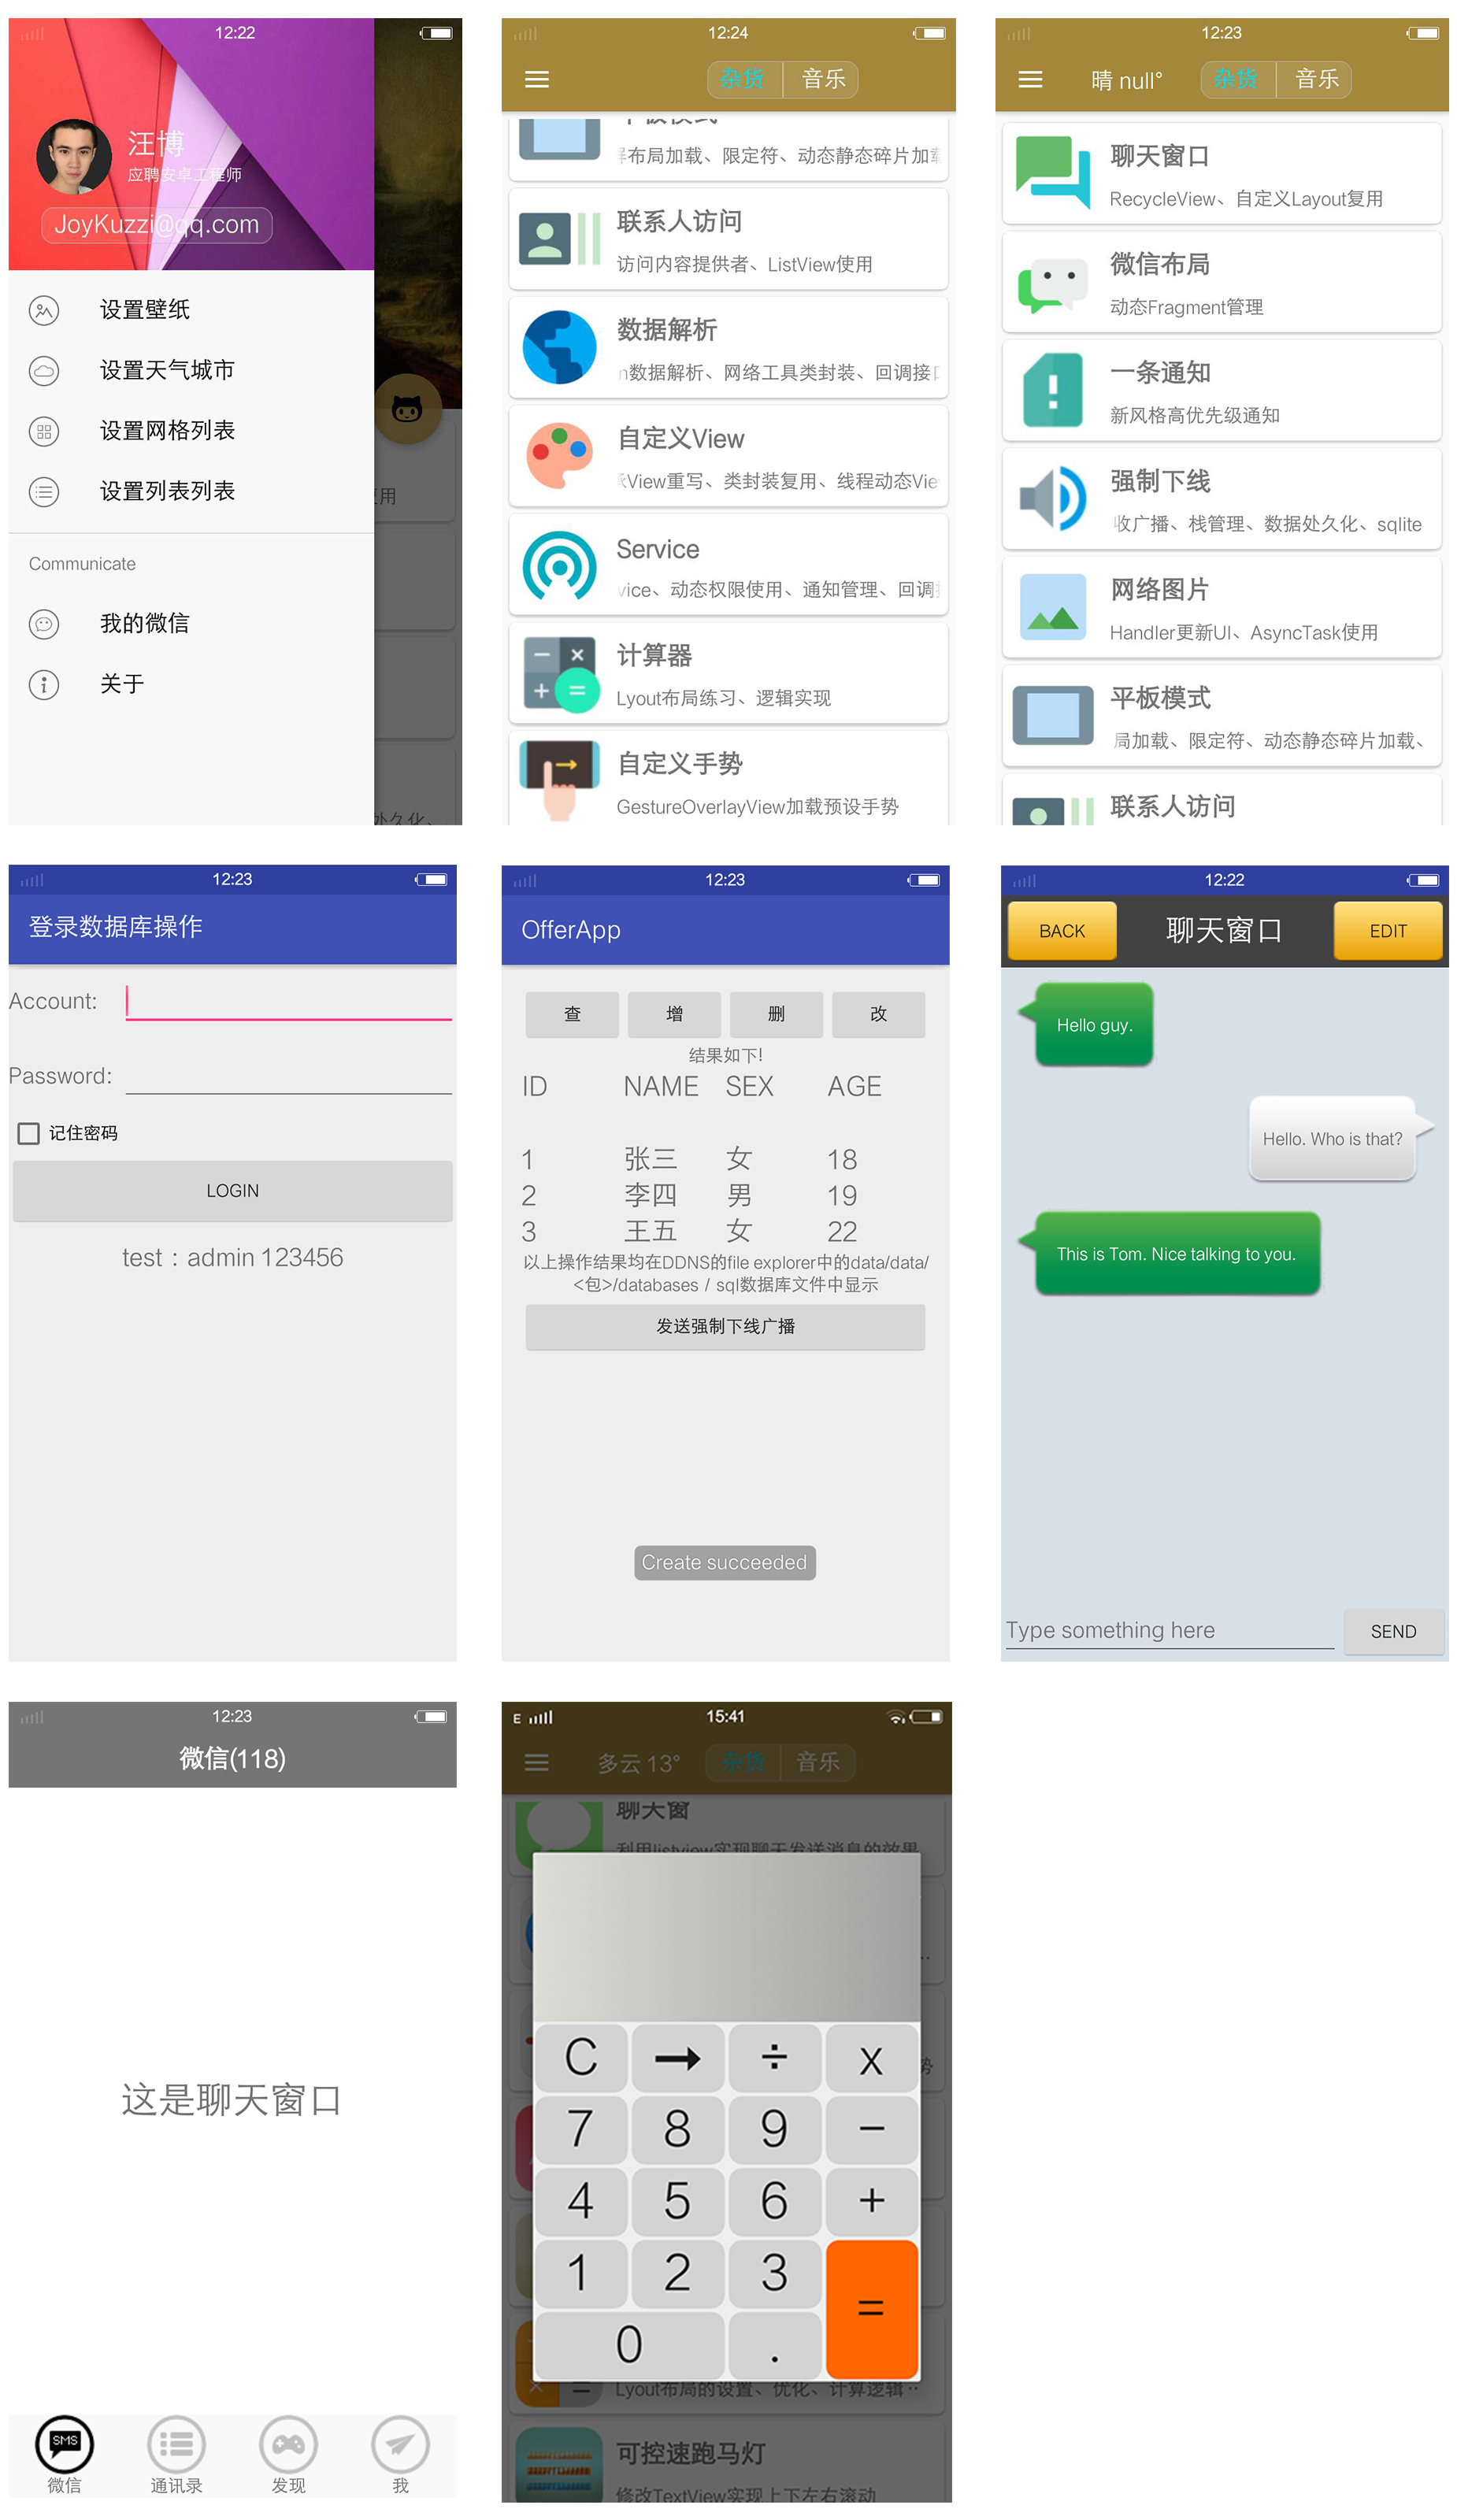 12:22
汪博
应聘安卓工程师
JoyKuzzi@qq.com
设置壁纸
设置天气城市
设置网格列表
设置列表列表
Communicate
我的微信
关于
用
处久化、
12:24
杂货 音乐
平板模式
布局加载、限定符、动态静态碎片加载
联系人访问
访问内容提供者、ListView使用
数据解析
n数据解析、网络工具类封装、回调接口
自定义View
View重写、类封装复用、线程动态Vie
Service
vice、动态权限使用、通知管理、回调
计算器
Lyout布局练习、逻辑实现
自定义手势
GestureOverlayView加载预设手势
12:23
晴 null° 杂货 音乐
聊天窗口
RecycleView、自定义Layout复用
微信布局
动态Fragment管理
一条通知
新风格高优先级通知
强制下线
收广播、栈管理、数据处久化、sqlite
网络图片
Handler更新UI、AsyncTask使用
平板模式
局加载、限定符、动态静态碎片加载、
联系人访问
12:23
登录数据库操作
Account:
Password:
记住密码
LOGIN
test：admin 123456
12:23
OfferApp
查 增 删 改
结果如下!
ID NAME SEX AGE
1 张三 女 18
2 李四 男 19
3 王五 女 22
以上操作结果均在DDNS的file explorer中的data/data/
<包>/databases / sql数据库文件中显示
发送强制下线广播
Create succeeded
12:22
BACK 聊天窗口 EDIT
Hello guy.
Hello. Who is that?
This is Tom. Nice talking to you.
Type something here SEND
12:23
微信(118)
这是聊天窗口
SMS
微信 通讯录 发现 我
E 15:41
多云 13° 杂货 音乐
聊天窗
利用listview实现聊天发送消息的效果
势
C → ÷ x
7 8 9 −
4 5 6 +
1 2 3
=
0 .
Lyout布局的设置、优化、计算逻辑··
可控速跑马灯
修改TextView实现上下左右滚动